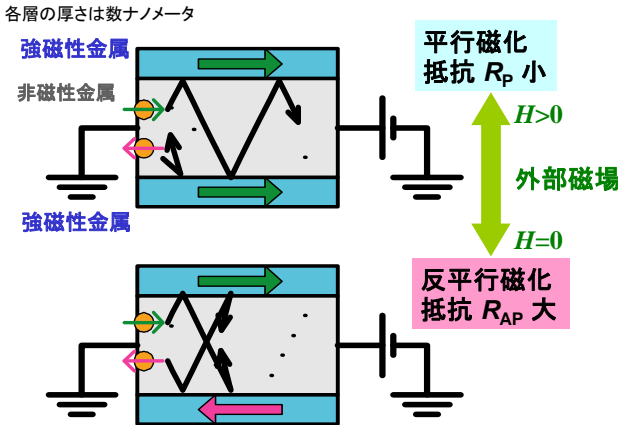 各層の厚さは数ナノメータ
強磁性金属
非磁性金属
強磁性金属
平行磁化
抵抗 RP 小
H>0
外部磁場
H=0
反平行磁化
抵抗 RAP 大